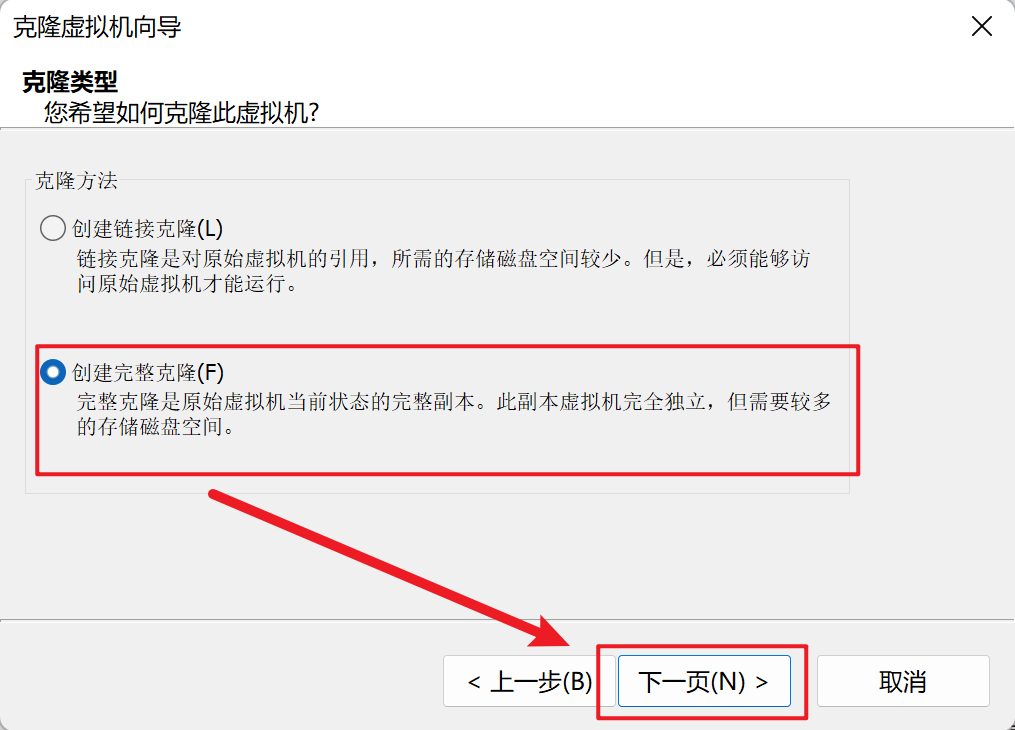 克隆虚拟机向导
克隆类型
您希望如何克隆此虚拟机?
克隆方法
创建链接克隆(L)
链接克隆是对原始虚拟机的引用，所需的存储磁盘空间较少。但是，必须能够访
问原始虚拟机才能运行。
创建完整克隆(F)
完整克隆是原始虚拟机当前状态的完整副本。此副本虚拟机完全独立，但需要较多
的存储磁盘空间。
< 上一步(B)
下一页(N) >
取消